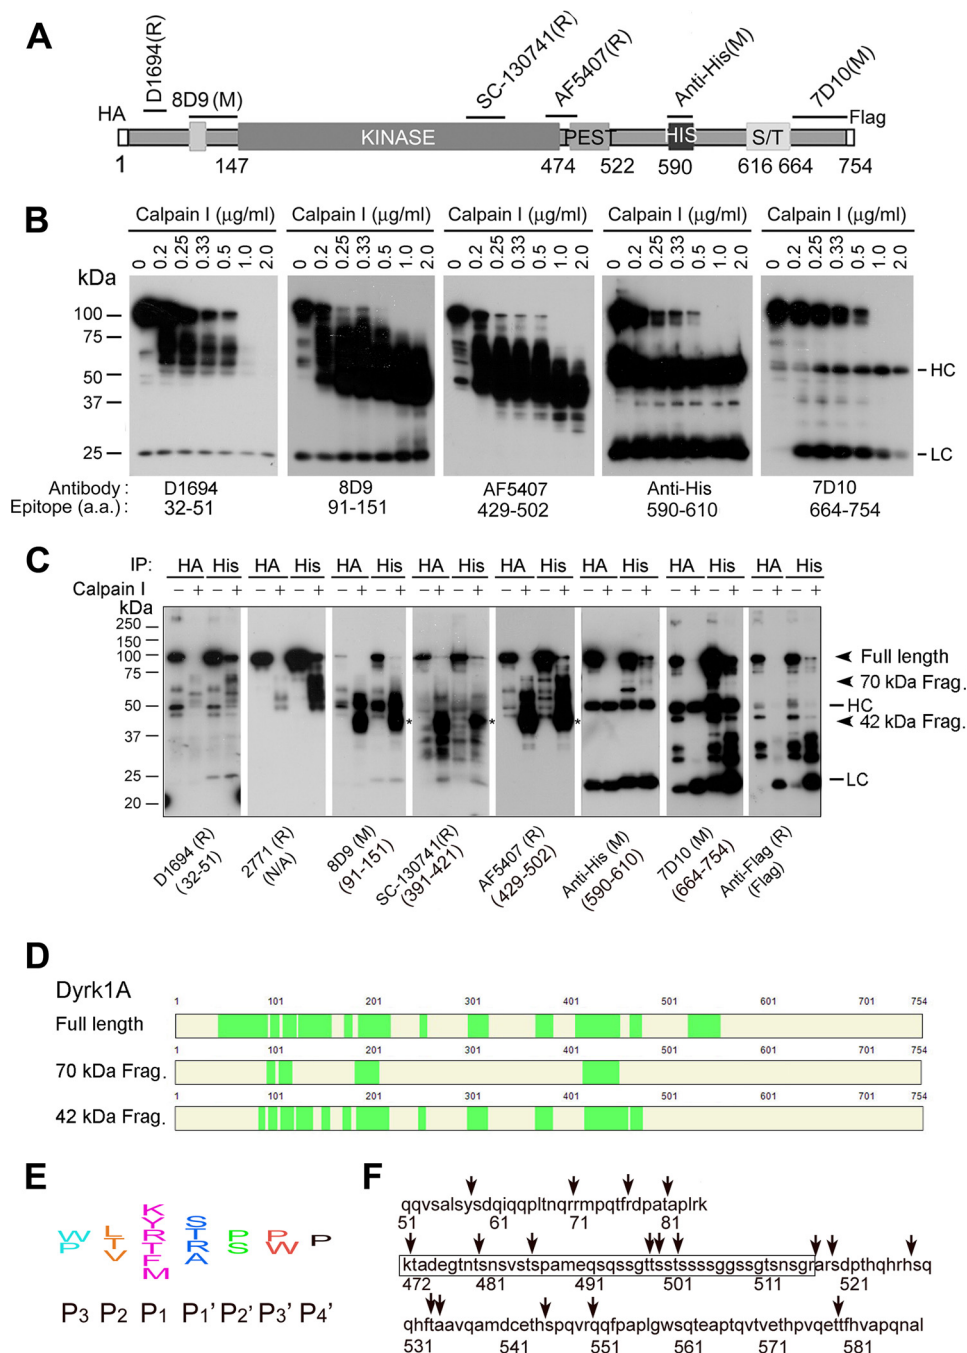 A
HA
D1694(R)
8D9 (M)
SC-130741(R)
AF5407(R)
Anti-His(M)
7D10(M)
Flag
KINASE
PEST
HIS
S/T
1 147 474 522 590 616 664 754
B
Calpain I (μg/ml) Calpain I (μg/ml) Calpain I (μg/ml) Calpain I (μg/ml) Calpain I (μg/ml)
0 0.2 0.25 0.33 0.5 1.0 2.0 0 0.2 0.25 0.33 0.5 1.0 2.0 0 0.2 0.25 0.33 0.5 1.0 2.0 0 0.2 0.25 0.33 0.5 1.0 2.0 0 0.2 0.25 0.33 0.5 1.0 2.0
kDa
100
75
50
37
25
HC
LC
Antibody : D1694 8D9 AF5407 Anti-His 7D10
Epitope (a.a.) : 32-51 91-151 429-502 590-610 664-754
C
IP: HA His HA His HA His HA His HA His HA His HA His HA His
Calpain I − + − + − + − + − + − + − + − + − + − + − + − + − + − + − + − +
kDa
250
150
100
75
50
37
25
20
Full length
70 kDa Frag.
HC
42 kDa Frag.
LC
* * *
D1694 (R)
(32-51)
2771 (R)
(N/A)
8D9 (M)
(91-151)
SC-130741(R)
(391-421)
AF5407 (R)
(429-502)
Anti-His (M)
(590-610)
7D10 (M)
(664-754)
Anti-Flag (R)
(Flag)
D
Dyrk1A
1 101 201 301 401 501 601 701 754
Full length
1 101 201 301 401 501 601 701 754
70 kDa Frag.
1 101 201 301 401 501 601 701 754
42 kDa Frag.
E
W P
L T V
K Y R T F M
S T R A
P S
P W
P
P3 P2 P1 P1' P2' P3' P4'
F
qqvsalsysdqiqqpltnqrrmpqtfrdpataplrk
51 61 71 81
ktadegtntsnsvstspameqsqssgttsstssssggssgtsnsgrarsdpthqhrhsq
472 481 491 501 511 521
qhftaavqamdcethspqvrqqfpaplgwsqteaptqvtvethpvqettfhvapqnal
531 541 551 561 571 581